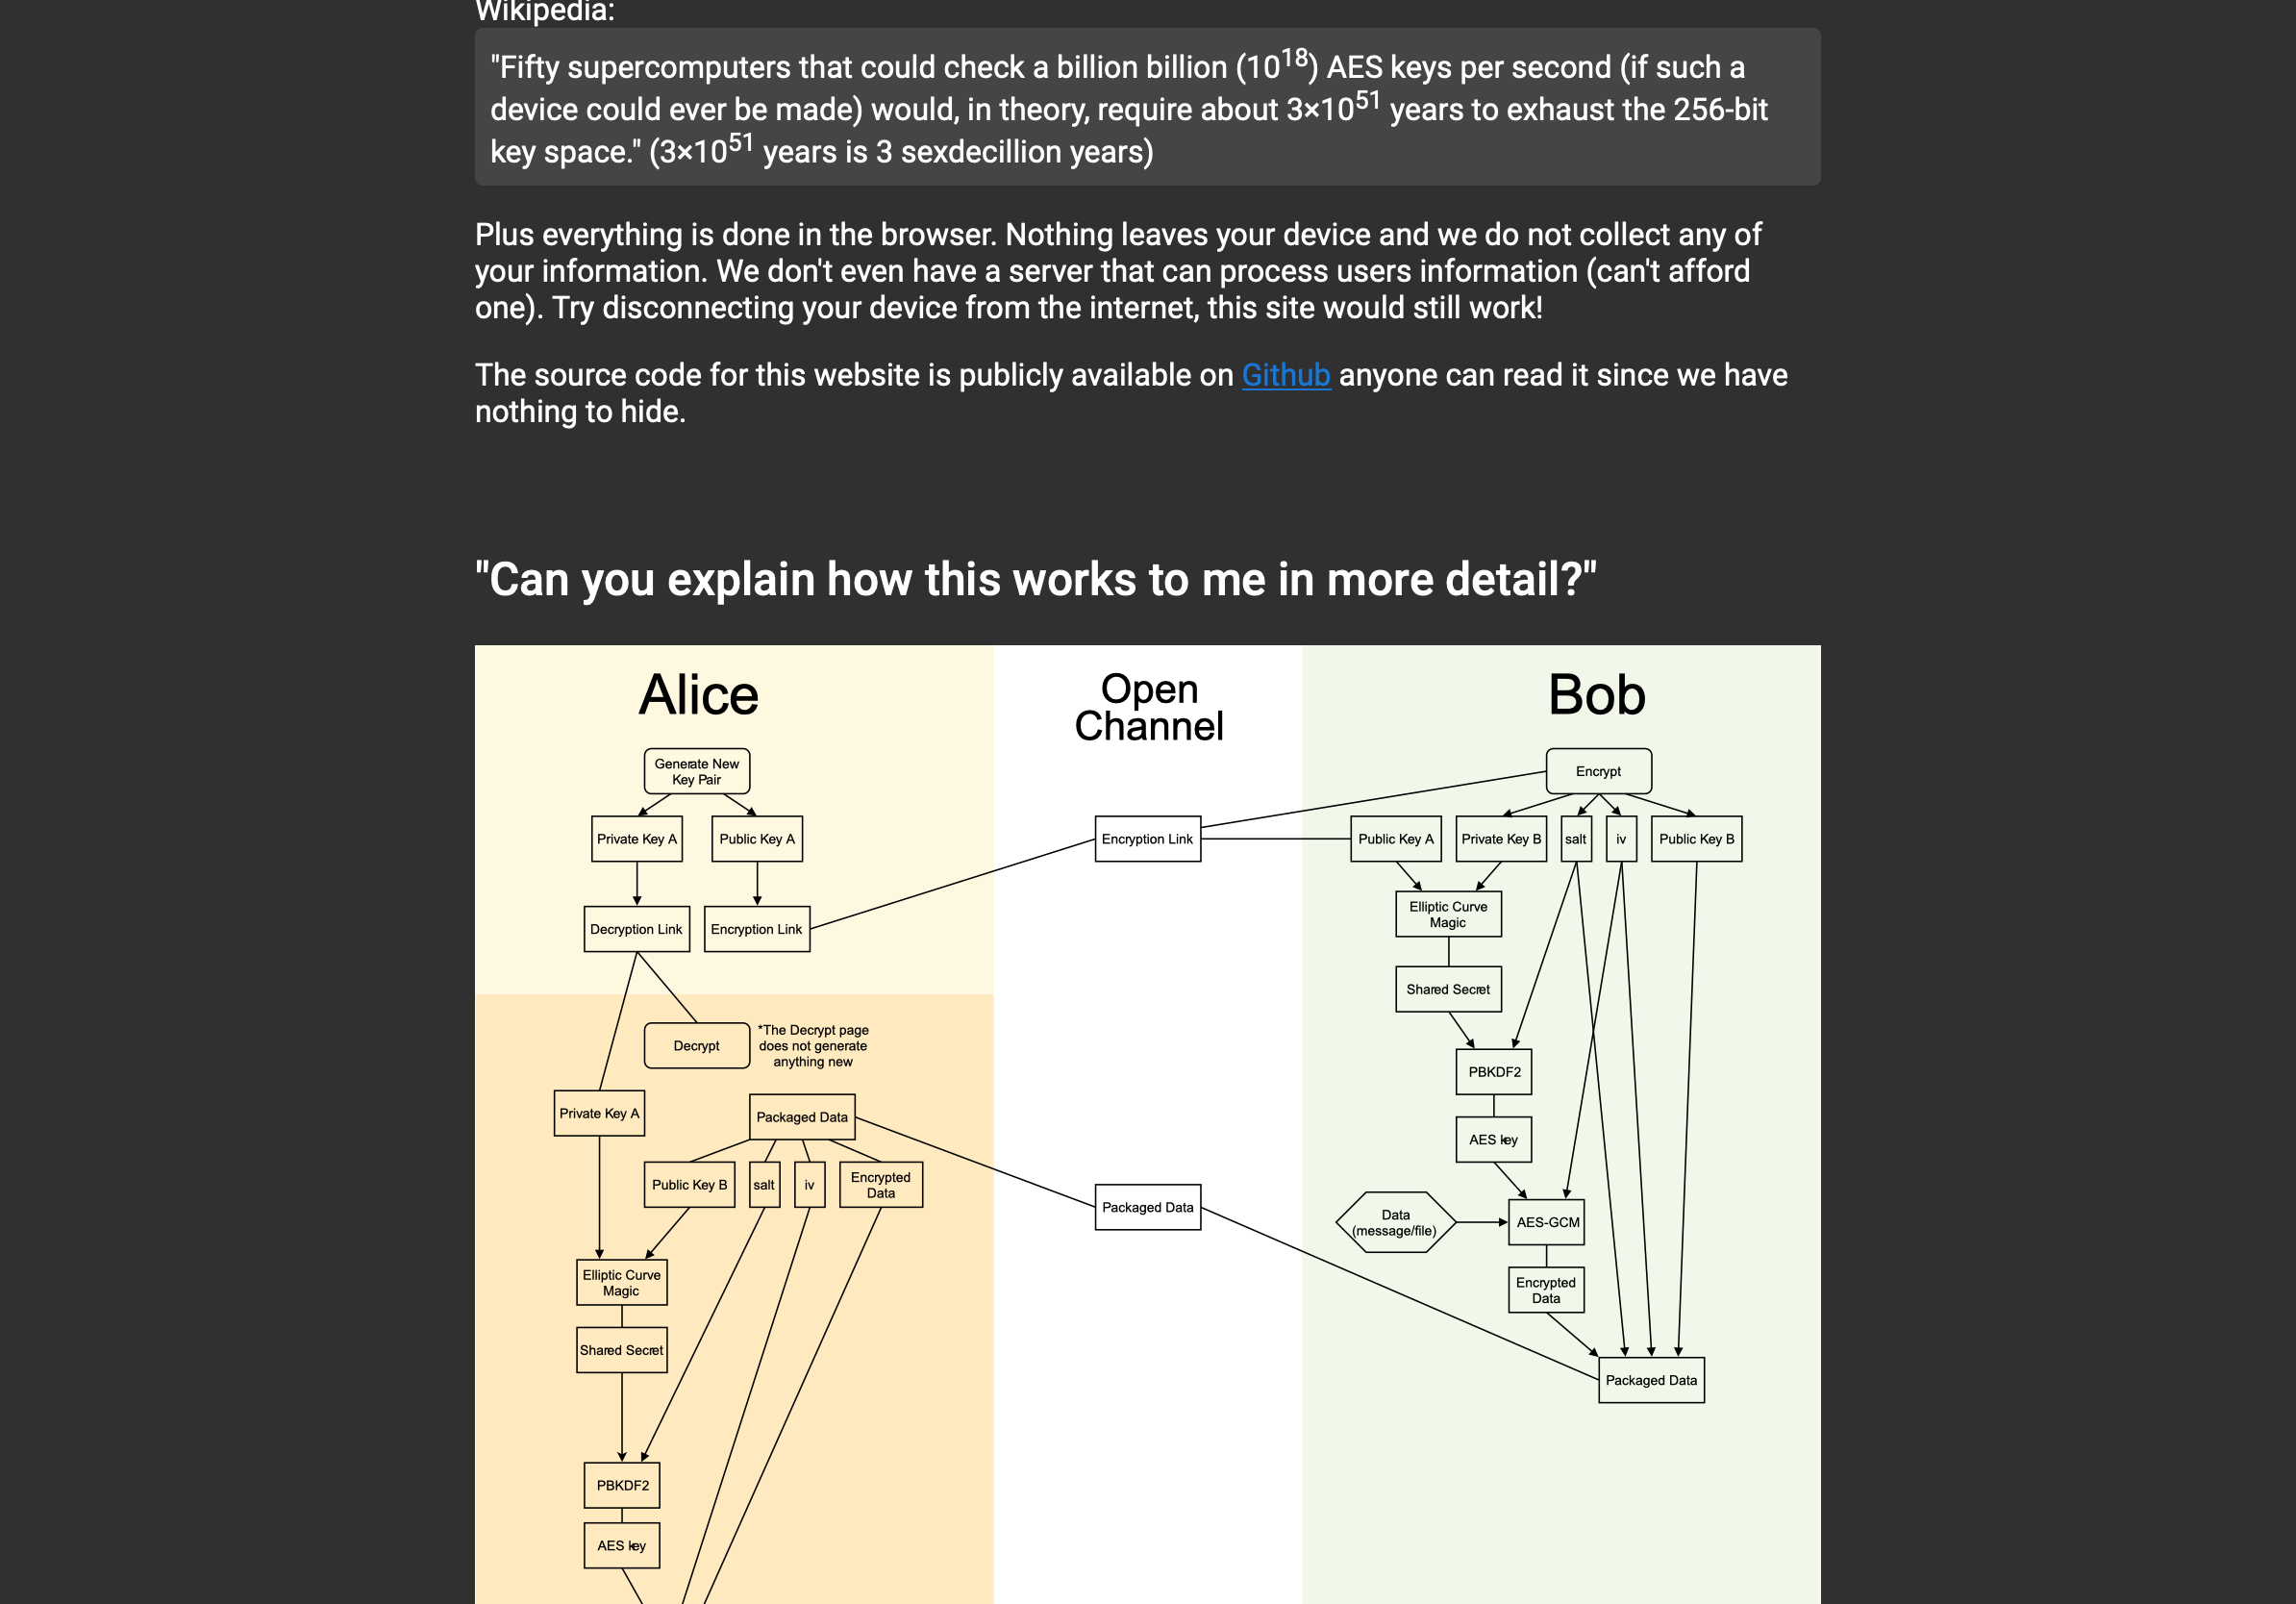 Wikipedia:
"Fifty supercomputers that could check a billion billion (10^18) AES keys per second (if such a
device could ever be made) would, in theory, require about 3×10^51 years to exhaust the 256-bit
key space." (3×10^51 years is 3 sexdecillion years)
Plus everything is done in the browser. Nothing leaves your device and we do not collect any of
your information. We don't even have a server that can process users information (can't afford
one). Try disconnecting your device from the internet, this site would still work!
The source code for this website is publicly available on Github anyone can read it since we have
nothing to hide.
"Can you explain how this works to me in more detail?"
Alice
Generate New
Key Pair
Private Key A
Public Key A
Decryption Link
Encryption Link
Decrypt
*The Decrypt page
does not generate
anything new
Private Key A
Packaged Data
Public Key B
salt
iv
Encrypted
Data
Elliptic Curve
Magic
Shared Secret
PBKDF2
AES key
Open
Channel
Encryption Link
Packaged Data
Bob
Encrypt
Public Key A
Private Key B
salt
iv
Public Key B
Elliptic Curve
Magic
Shared Secret
PBKDF2
AES key
Data
(message/file)
AES-GCM
Encrypted
Data
Packaged Data